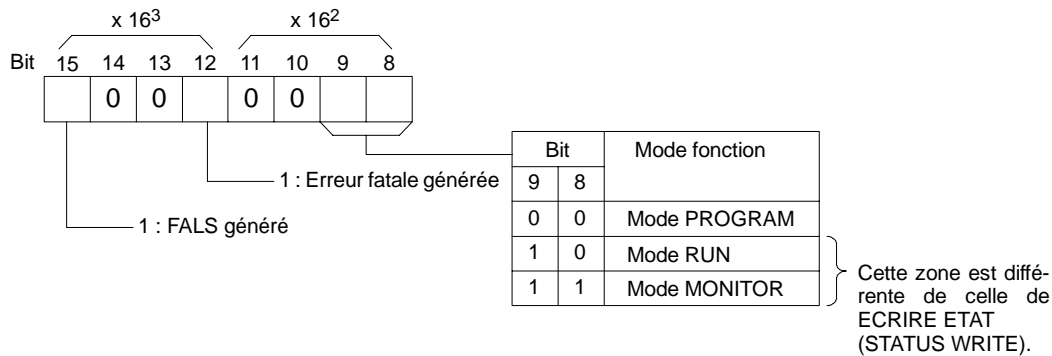 x 16³ x 16²
Bit 15 14 13 12 11 10 9 8
0 0 0 0
Bit Mode fonction
9 8
1 : Erreur fatale générée
0 0 Mode PROGRAM
1 : FALS généré
1 0 Mode RUN
1 1 Mode MONITOR
Cette zone est diffé-
rente de celle de
ECRIRE ETAT
(STATUS WRITE).